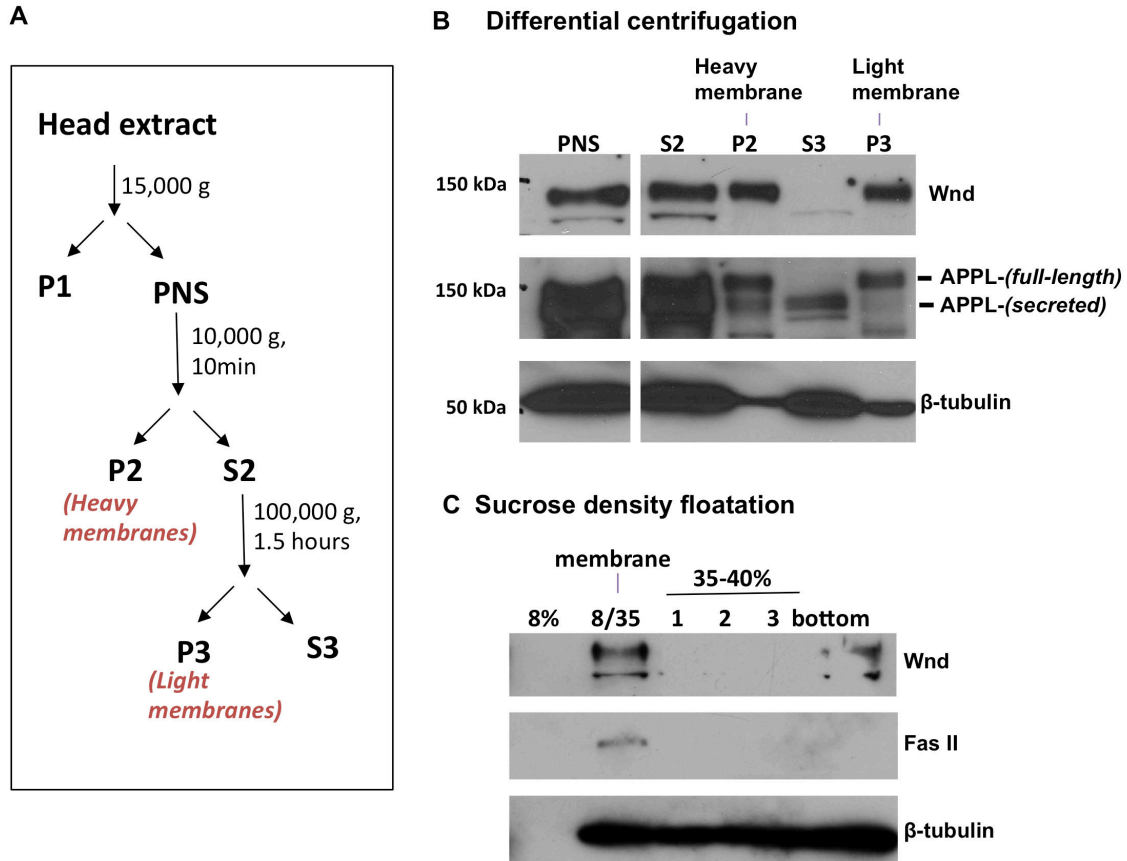 A
Head extract
15,000 g
P1
PNS
10,000 g,
10min
P2
S2
(Heavy
membranes)
100,000 g,
1.5 hours
P3
S3
(Light
membranes)
B Differential centrifugation
Heavy
membrane
Light
membrane
PNS S2 P2 S3 P3
150 kDa
Wnd
150 kDa
APPL-(full-length)
APPL-(secreted)
50 kDa
β-tubulin
C Sucrose density floatation
membrane
35-40%
8% 8/35 1 2 3 bottom
Wnd
Fas II
β-tubulin